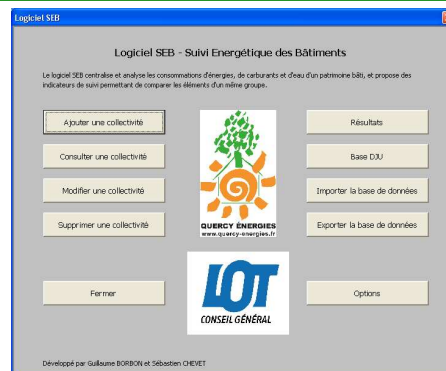 Logiciel SEB
Logiciel SEB - Suivi Energétique des Bâtiments
Le logiciel SEB centralise et analyse les consommations d'énergies, de carburants et d'eau d'un patrimoine bâti, et propose des
indicateurs de suivi permettant de comparer les éléments d'un même groupe.
Ajouter une collectivité
Résultats
Consulter une collectivité
Base DJU
Modifier une collectivité
Importer la base de données
Supprimer une collectivité
Exporter la base de données
QUERCY ÉNERGIES
www.quercy-energies.fr
Fermer
LOT
CONSEIL GÉNÉRAL
Options
Développé par Guillaume BORBON et Sébastien CHEVET